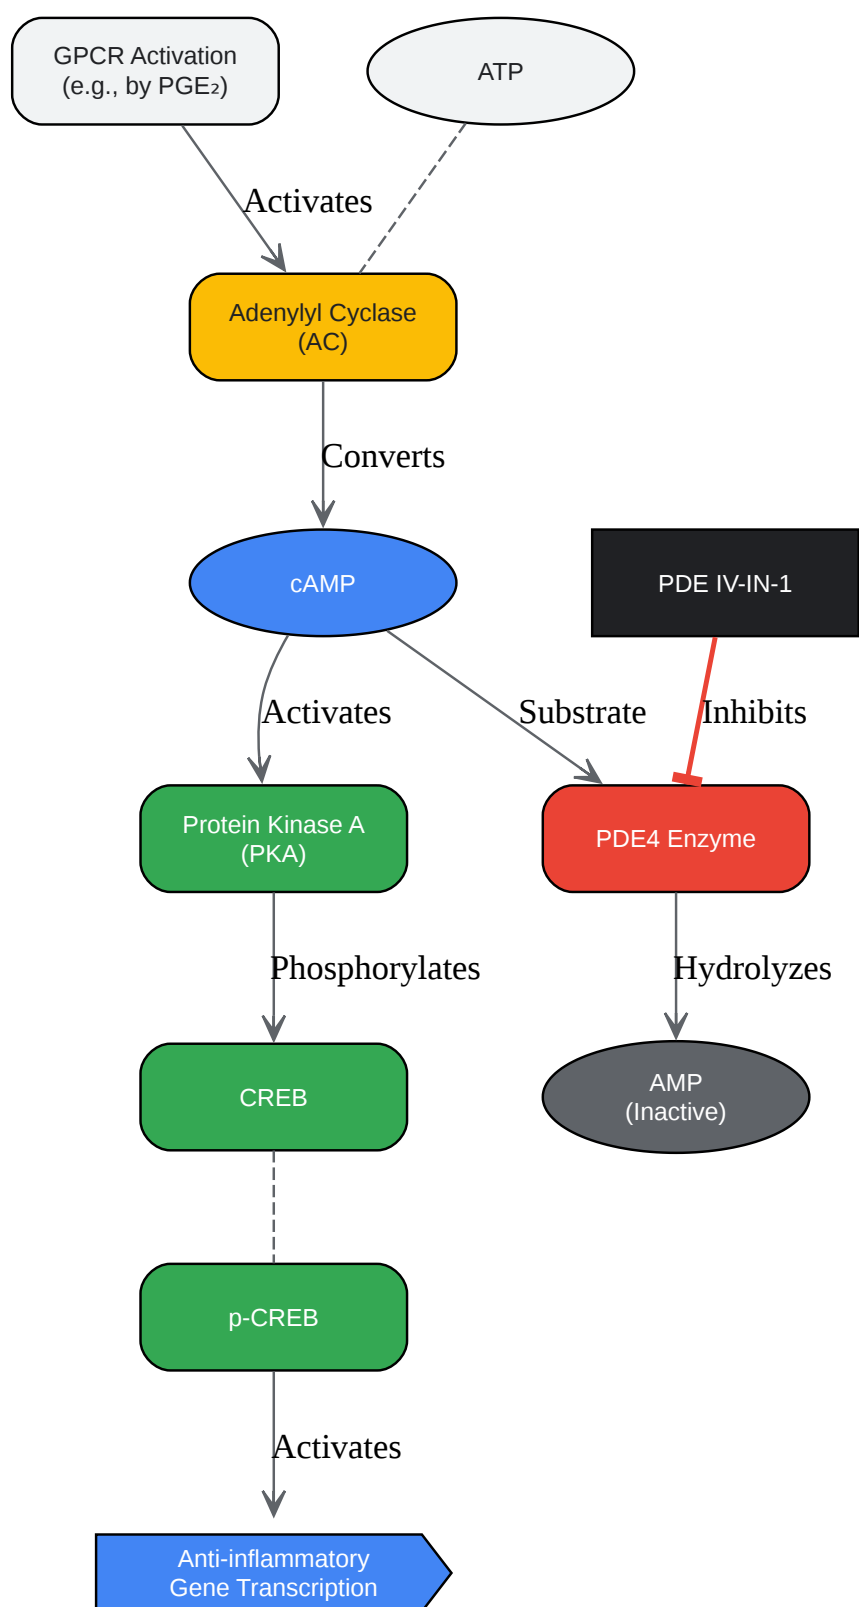 GPCR Activation
(e.g., by PGE₂)
ATP
Activates
Adenylyl Cyclase
(AC)
Converts
cAMP
PDE IV-IN-1
Activates
Substrate
Inhibits
Protein Kinase A
(PKA)
PDE4 Enzyme
Phosphorylates
Hydrolyzes
CREB
AMP
(Inactive)
p-CREB
Activates
Anti-inflammatory
Gene Transcription